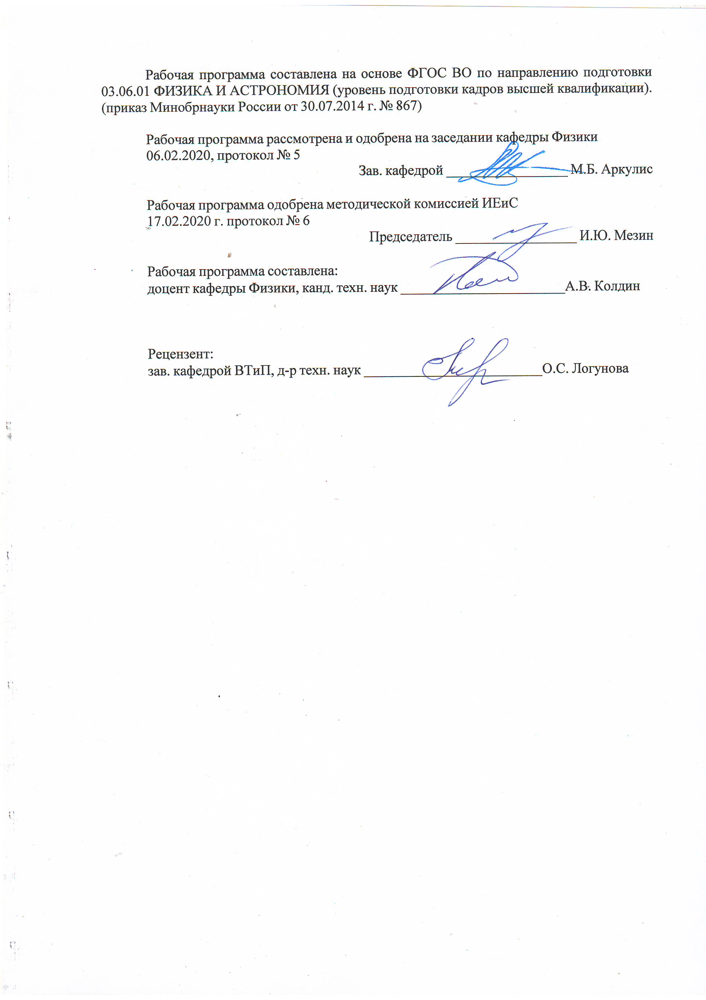 Рабочая программа составлена на основе ФГОС ВО по направлению подготовки
03.06.01 ФИЗИКА И АСТРОНОМИЯ (уровень подготовки кадров высшей квалификации).
(приказ Минобрнауки России от 30.07.2014 г. № 867)
Рабочая программа рассмотрена и одобрена на заседании кафедры Физики
06.02.2020, протокол № 5
Зав. кафедрой ________________ М.Б. Аркулис
Рабочая программа одобрена методической комиссией ИЕиС
17.02.2020 г. протокол № 6
Председатель ________________ И.Ю. Мезин
Рабочая программа составлена:
доцент кафедры Физики, канд. техн. наук ______________________А.В. Колдин
Рецензент:
зав. кафедрой ВТиП, д-р техн. наук ________________________О.С. Логунова